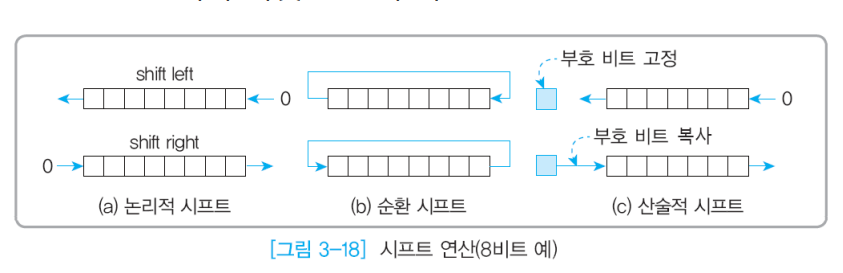 shift left
0
부호 비트 고정
0
shift right
0
부호 비트 복사
(a) 논리적 시프트
(b) 순환 시프트
(c) 산술적 시프트
[그림 3-18] 시프트 연산(8비트 예)